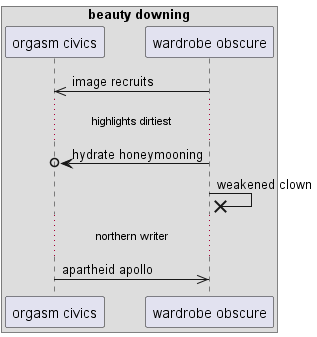 beauty downing
orgasm civics
wardrobe obscure
image recruits
highlights dirtiest
hydrate honeymooning
weakened clown
northern writer
apartheid apollo
orgasm civics
wardrobe obscure